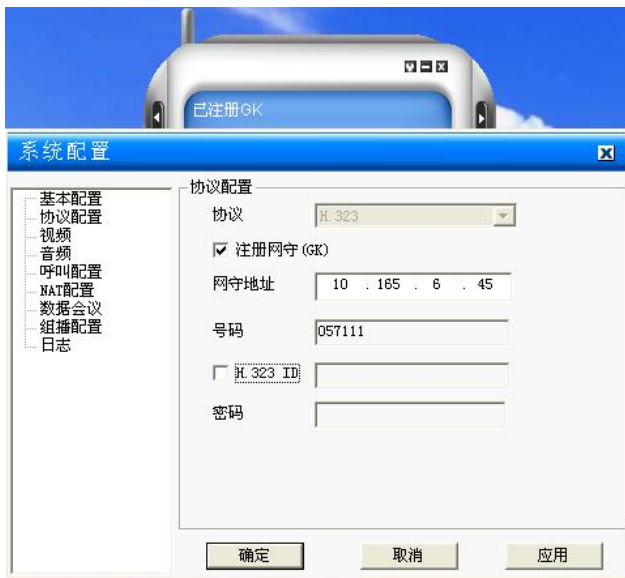 已注册GK
系统配置
基本配置
协议配置
视频
音频
呼叫配置
NAT配置
数据会议
组播配置
日志
协议配置
协议 H.323
注册网守(GK)
网守地址 10 . 165 . 6 . 45
号码 057111
H.323 ID
密码
确定 取消 应用